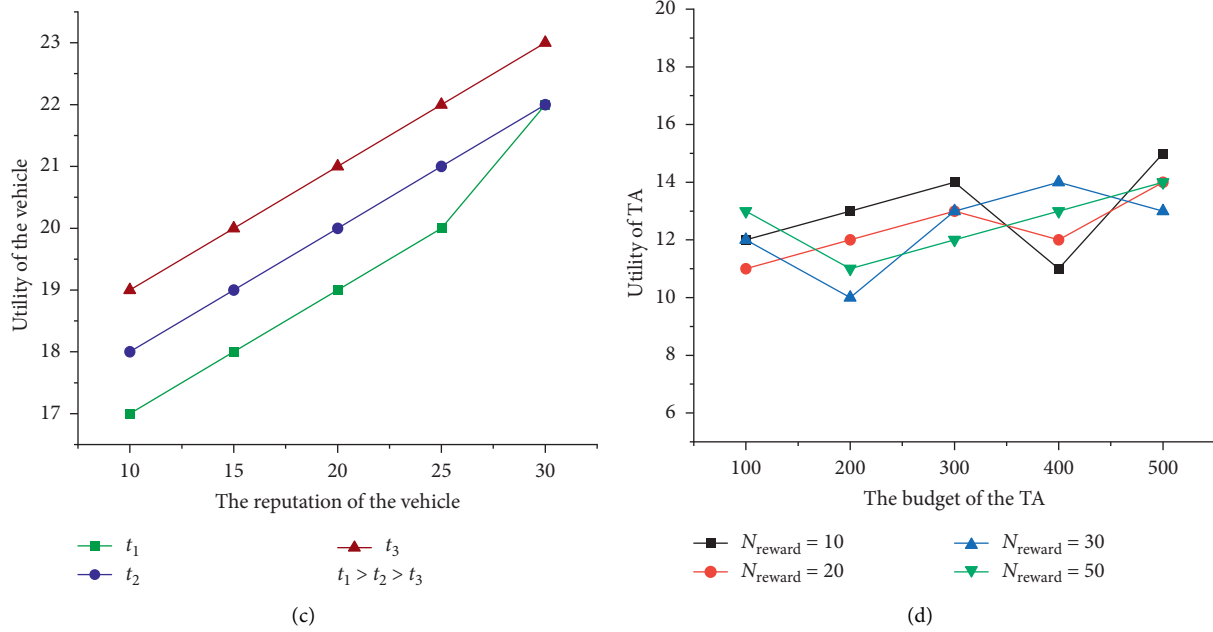 23
22
21
20
19
18
17
Utility of the vehicle
10 15 20 25 30
The reputation of the vehicle
t1 t3
t2 t1 > t2 > t3
(c)
20
18
16
14
12
10
8
6
Utility of TA
100 200 300 400 500
The budget of the TA
Nreward = 10 Nreward = 30
Nreward = 20 Nreward = 50
(d)